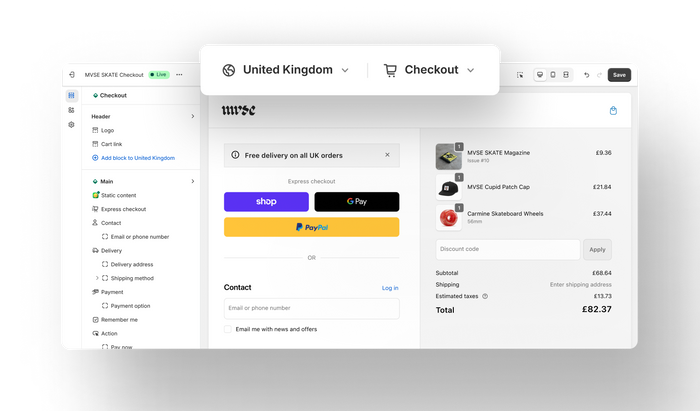 United Kingdom
Checkout
MVSE SKATE Checkout
Live
Save
Checkout
Header
Logo
Cart link
Add block to United Kingdom
Main
Static content
Express checkout
Contact
Email or phone number
Delivery
Delivery address
Shipping method
Payment
Payment option
Remember me
Action
Pay now
mvse
Free delivery on all UK orders
Express checkout
shop
G Pay
PayPal
OR
Contact
Log in
Email or phone number
Email me with news and offers
1
MVSE SKATE Magazine
£9.36
Issue #10
1
MVSE Cupid Patch Cap
£21.84
1
Carmine Skateboard Wheels
£37.44
56mm
Discount code
Apply
Subtotal
£68.64
Shipping
Enter shipping address
Estimated taxes
£13.73
Total
£82.37